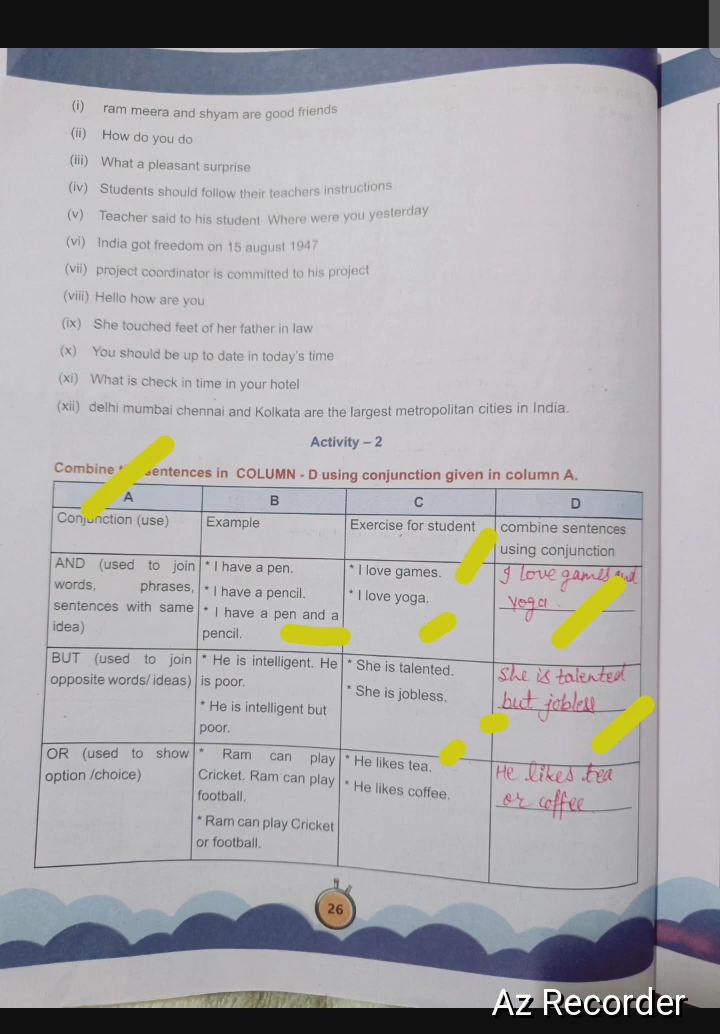 (i) ram meera and shyam are good friends
(ii) How do you do
(iii) What a pleasant surprise
(iv) Students should follow their teachers instructions
(v) Teacher said to his student Where were you yesterday
(vi) India got freedom on 15 august 1947
(vii) project coordinator is committed to his project
(viii) Hello how are you
(ix) She touched feet of her father in law
(x) You should be up to date in today's time
(xi) What is check in time in your hotel
(xii) delhi mumbai chennai and Kolkata are the largest metropolitan cities in India.
Activity – 2
Combine sentences in COLUMN - D using conjunction given in column A.
A
B
C
D
Conjunction (use)
Example
Exercise for student
combine sentences
using conjunction
AND (used to join
words, phrases,
sentences with same
idea)
* I have a pen.
* I have a pencil.
* I have a pen and a
pencil.
* I love games.
* I love yoga.
I love games and
yoga.
BUT (used to join
opposite words/ ideas)
* He is intelligent. He
is poor.
* He is intelligent but
poor.
* She is talented.
* She is jobless.
She is talented
but jobless
OR (used to show
option /choice)
* Ram can play
Cricket. Ram can play
football.
* Ram can play Cricket
or football.
* He likes tea.
* He likes coffee.
He likes tea
or coffee
26
Az Recorder